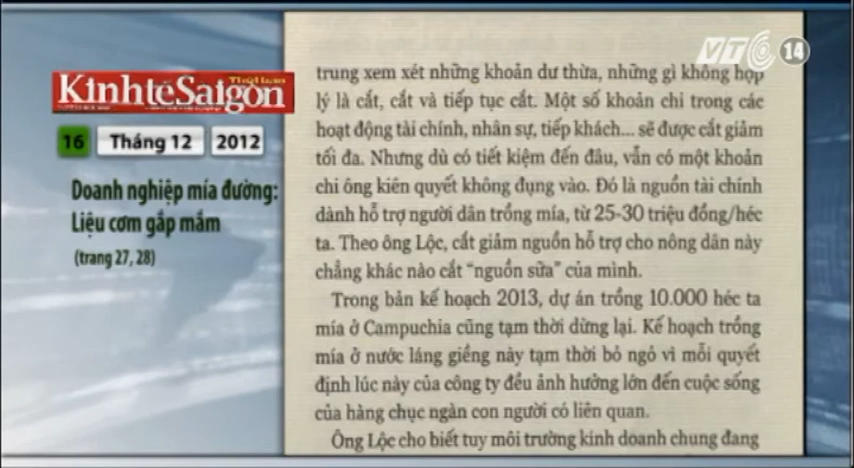 VTC 14
Thời báo
KinhtếSaigòn
16 Tháng 12 2012
Doanh nghiệp mía đường:
Liệu cơm gắp mắm
(trang 27, 28)
trung xem xét những khoản dư thừa, những gì không hợp
lý là cắt, cắt và tiếp tục cắt. Một số khoản chi trong các
hoạt động tài chính, nhân sự, tiếp khách... sẽ được cắt giảm
tối đa. Nhưng dù có tiết kiệm đến đâu, vẫn có một khoản
chi ông kiên quyết không đụng vào. Đó là nguồn tài chính
dành hỗ trợ người dân trồng mía, từ 25-30 triệu đồng/héc
ta. Theo ông Lộc, cắt giảm nguồn hỗ trợ cho nông dân này
chẳng khác nào cắt “nguồn sữa” của mình.
Trong bản kế hoạch 2013, dự án trồng 10.000 héc ta
mía ở Campuchia cũng tạm thời dừng lại. Kế hoạch trồng
mía ở nước láng giềng này tạm thời bỏ ngỏ vì mỗi quyết
định lúc này của công ty đều ảnh hưởng lớn đến cuộc sống
của hàng chục ngàn con người có liên quan.
Ông Lộc cho biết tuy môi trường kinh doanh chung đang